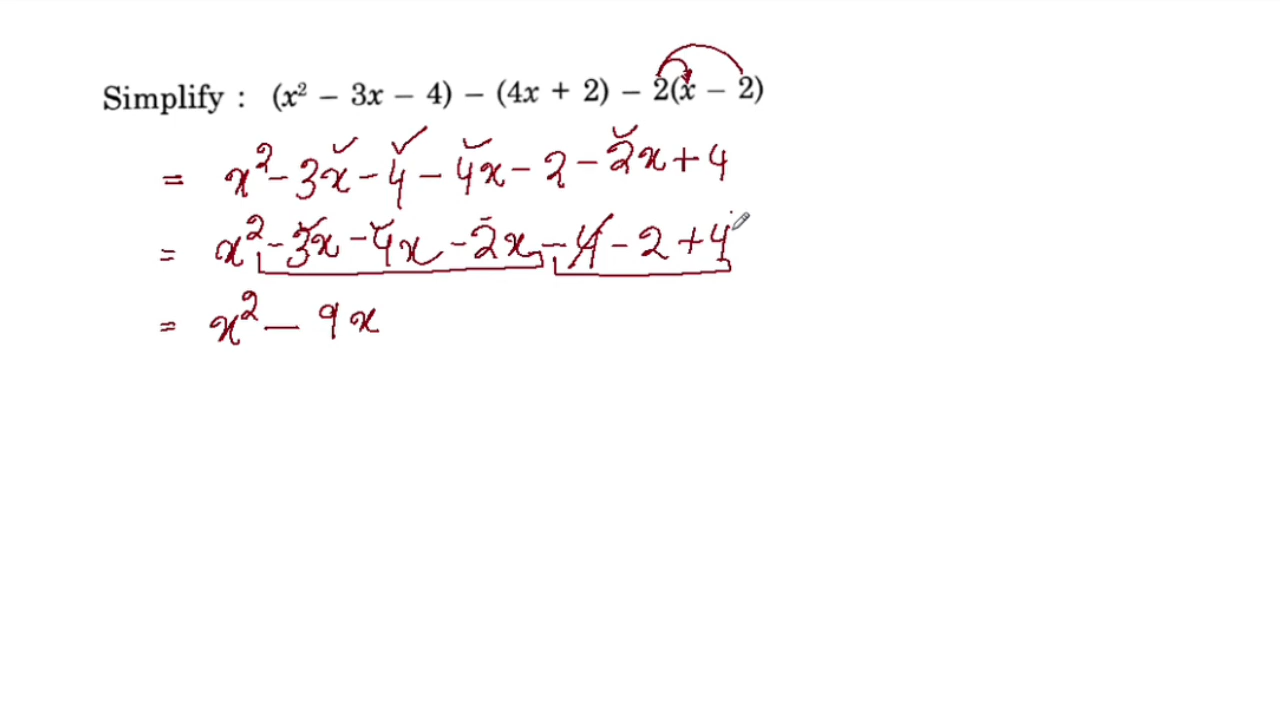 Simplify : (x² − 3x − 4) − (4x + 2) − 2(x − 2)
= x² - 3x - 4 - 4x - 2 - 2x + 4
= x² - 3x - 4x - 2x - 4 - 2 + 4
= x² - 9x